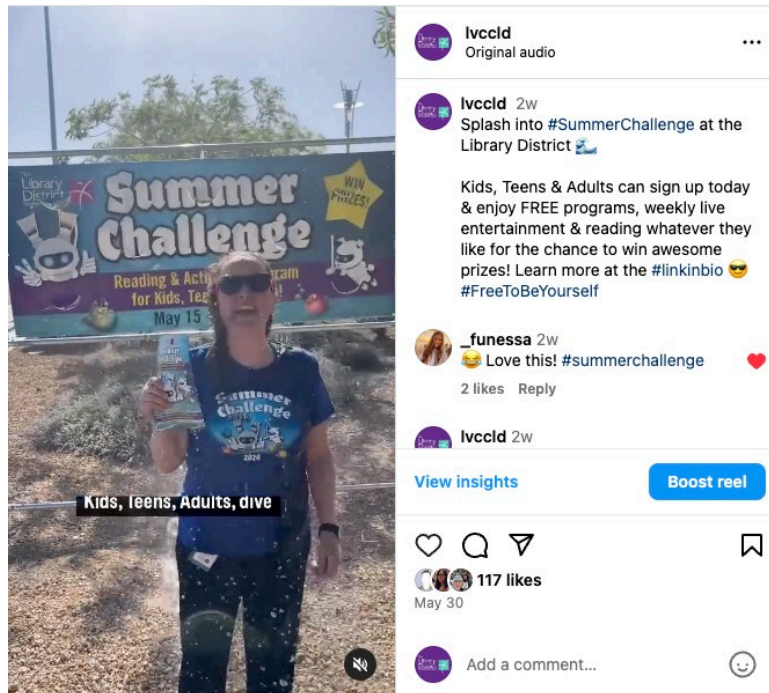 Library
District
Summer
Challenge
WIN
PRIZES!
Reading & Acti
ram
for Kids, Tee
May 15
Summer
Challenge
2024
Kids, Teens, Adults, dive
lvccld
Original audio
lvccld 2w
Splash into #SummerChallenge at the
Library District 🌊
Kids, Teens & Adults can sign up today
& enjoy FREE programs, weekly live
entertainment & reading whatever they
like for the chance to win awesome
prizes! Learn more at the #linkinbio 😎
#FreeToBeYourself
_funessa 2w
😂 Love this! #summerchallenge
2 likes Reply
lvccld 2w
View insights
Boost reel
117 likes
May 30
Add a comment...